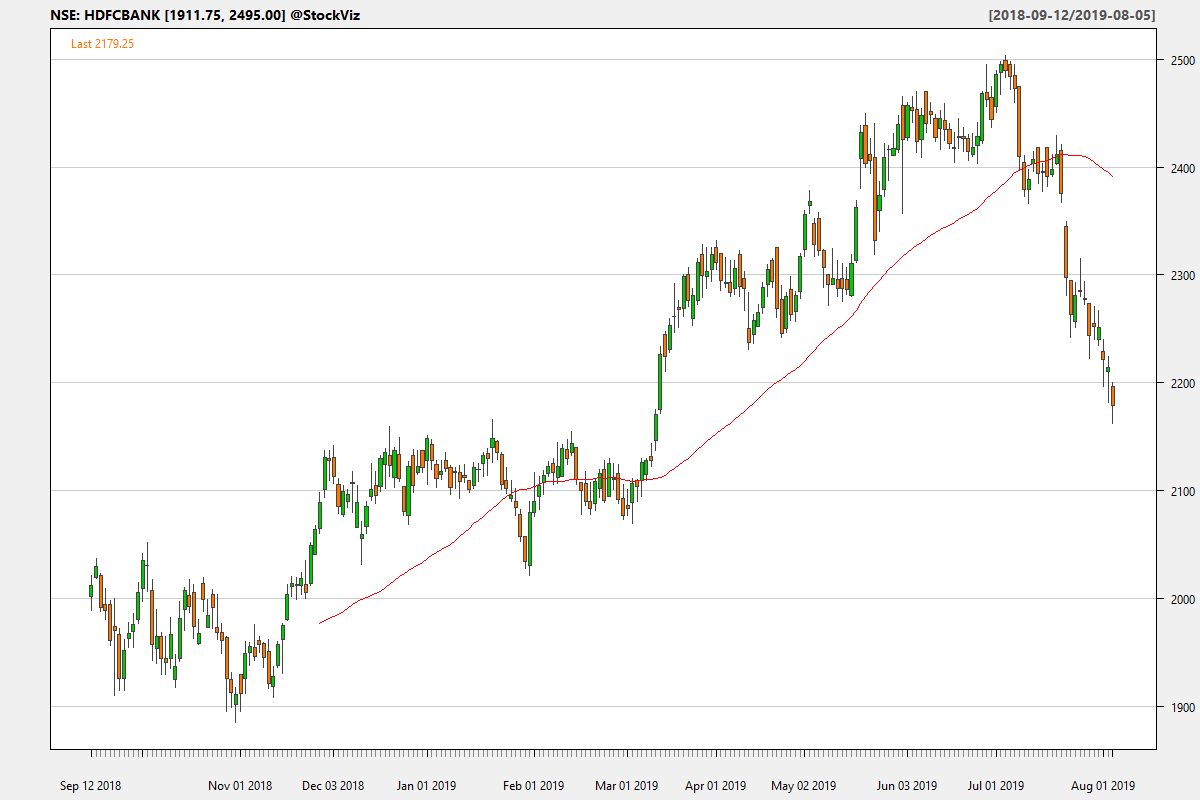 NSE: HDFCBANK [1911.75, 2495.00] @StockViz
[2018-09-12/2019-08-05]
Last 2179.25
2500
2400
2300
2200
2100
2000
1900
Sep 12 2018
Nov 01 2018
Dec 03 2018
Jan 01 2019
Feb 01 2019
Mar 01 2019
Apr 01 2019
May 02 2019
Jun 03 2019
Jul 01 2019
Aug 01 2019